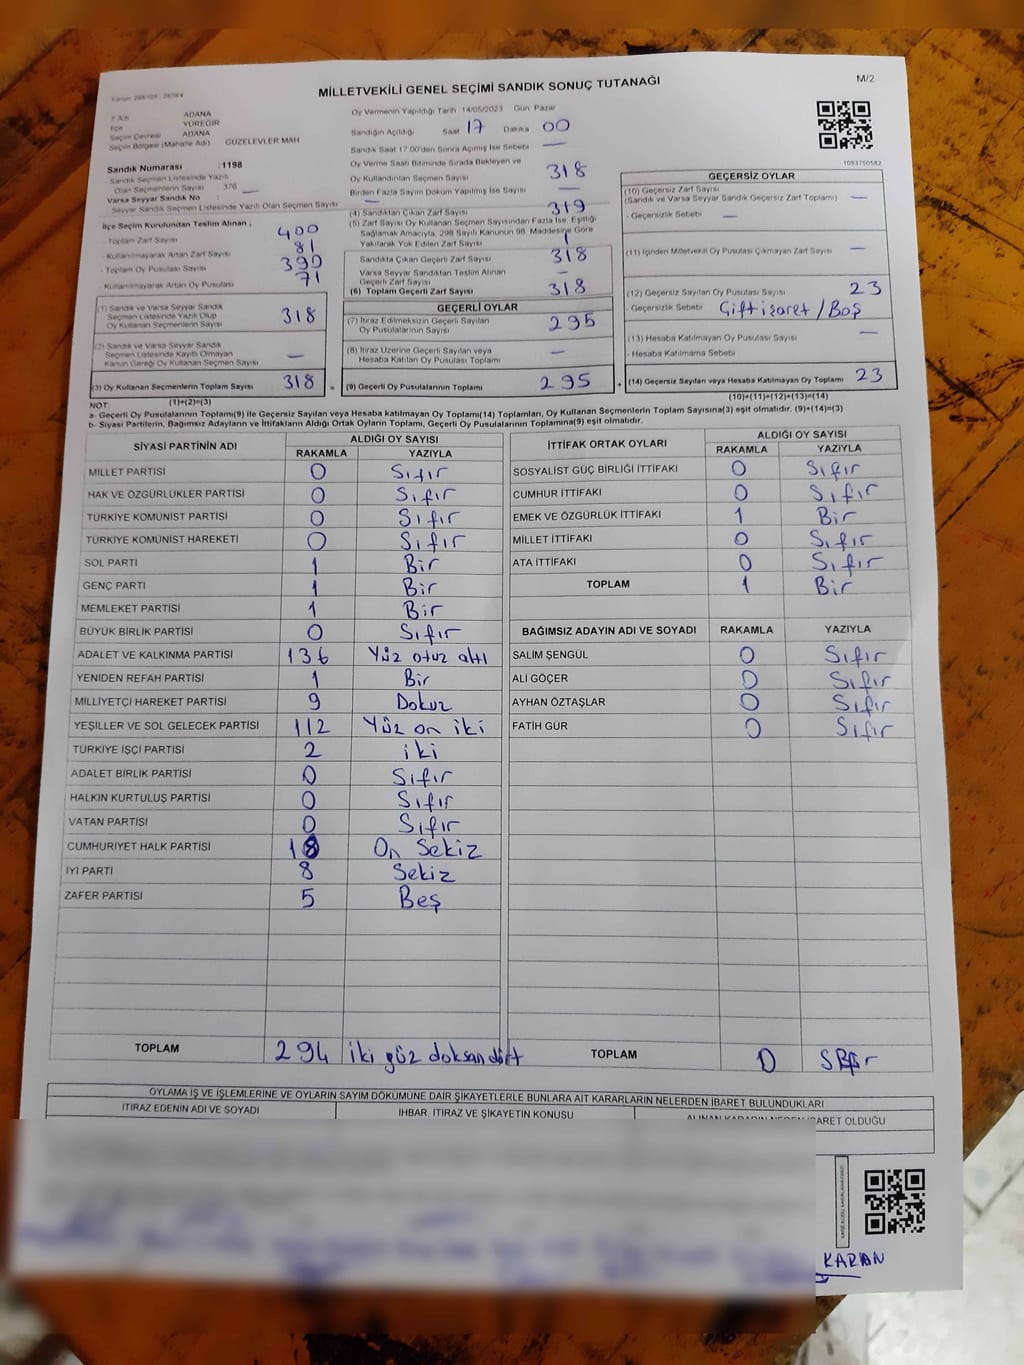 MİLLETVEKİLİ GENEL SEÇİMİ SANDIK SONUÇ TUTANAĞI
M/2
İl Adı ADANA
İlçe YÜREĞİR
Seçim Çevresi ADANA
Seçim Bölgesi (Mahalle Adı) GÜZELEVLER MAH
Oy Vermenin Yapıldığı Tarih 14/05/2023 Gün Pazar
Sandığın Açıldığı Saat 17 Dakika 00
Sandık Saat 17:00'den Sonra Açılmış İse Sebebi —
Sandık Numarası : 1198
Sandık Seçmen Listesinde Yazılı
Olan Seçmenlerin Sayısı 376
Varsa Seyyar Sandık No : —
Seyyar Sandık Seçmen Listesinde Yazılı Olan Seçmen Sayısı —
Oy Verme Saati Bitiminde Sırada Bekleyen ve
Oy Kullandırılan Seçmen Sayısı 318
Birden Fazla Sayım Döküm Yapılmış İse Sayısı —
İlçe Seçim Kurulundan Teslim Alınan ;
- Toplam Zarf Sayısı 400
- Kullanılmayarak Artan Zarf Sayısı 81
- Toplam Oy Pusulası Sayısı 390
- Kullanılmayarak Artan Oy Pusulası 71
(4) Sandıktan Çıkan Zarf Sayısı 319
(5) Zarf Sayısı Oy Kullanan Seçmen Sayısından Fazla İse, Eşitliği
Sağlamak Amacıyla, 298 Sayılı Kanunun 98. Maddesine Göre
Yakılarak Yok Edilen Zarf Sayısı 1
Sandıkta Çıkan Geçerli Zarf Sayısı 318
Varsa Seyyar Sandıktan Teslim Alınan
Geçerli Zarf Sayısı —
(6) Toplam Geçerli Zarf Sayısı 318
(1) Sandık ve Varsa Seyyar Sandık
Seçmen Listesinde Yazılı Olup
Oy Kullanan Seçmenlerin Sayısı 318
(2) Sandık ve Varsa Seyyar Sandık
Seçmen Listesinde Kayıtlı Olmayan
Kanun Gereği Oy Kullanan Seçmen Sayısı —
(3) Oy Kullanan Seçmenlerin Toplam Sayısı 318 =
(1)+(2)=(3)
GEÇERLİ OYLAR
(7) İtiraz Edilmeksizin Geçerli Sayılan
Oy Pusulalarının Sayısı 295
(8) İtiraz Üzerine Geçerli Sayılan veya
Hesaba Katılan Oy Pusulası Toplamı —
(9) Geçerli Oy Pusulalarının Toplamı 295 +
1083750582
GEÇERSİZ OYLAR
(10) Geçersiz Zarf Sayısı
(Sandık ve Varsa Seyyar Sandık Geçersiz Zarf Toplamı) —
- Geçersizlik Sebebi —
(11) İçinden Milletvekili Oy Pusulası Çıkmayan Zarf Sayısı —
(12) Geçersiz Sayılan Oy Pusulası Sayısı 23
- Geçersizlik Sebebi Çift işaret / Boş
(13) Hesaba Katılmayan Oy Pusulası Sayısı —
- Hesaba Katılmama Sebebi
(14) Geçersiz Sayılan veya Hesaba Katılmayan Oy Toplamı 23
(10)+(11)+(12)+(13)=(14)
NOT:
a- Geçerli Oy Pusulalarının Toplamı(9) ile Geçersiz Sayılan veya Hesaba katılmayan Oy Toplamı(14) Toplamları, Oy Kullanan Seçmenlerin Toplam Sayısına(3) eşit olmalıdır. (9)+(14)=(3)
b- Siyasi Partilerin, Bağımsız Adayların ve İttifakların Aldığı Ortak Oyların Toplamı, Geçerli Oy Pusulalarının Toplamına(9) eşit olmalıdır.
SİYASİ PARTİNİN ADI ALDIĞI OY SAYISI
RAKAMLA YAZIYLA
MİLLET PARTİSİ 0 Sıfır
HAK VE ÖZGÜRLÜKLER PARTİSİ 0 Sıfır
TÜRKİYE KOMÜNİST PARTİSİ 0 Sıfır
TÜRKİYE KOMÜNİST HAREKETİ 0 Sıfır
SOL PARTİ 1 Bir
GENÇ PARTİ 1 Bir
MEMLEKET PARTİSİ 1 Bir
BÜYÜK BİRLİK PARTİSİ 0 Sıfır
ADALET VE KALKINMA PARTİSİ 136 Yüz otuz altı
YENİDEN REFAH PARTİSİ 1 Bir
MİLLİYETÇİ HAREKET PARTİSİ 9 Dokuz
YEŞİLLER VE SOL GELECEK PARTİSİ 112 Yüz on iki
TÜRKİYE İŞÇİ PARTİSİ 2 iki
ADALET BİRLİK PARTİSİ 0 Sıfır
HALKIN KURTULUŞ PARTİSİ 0 Sıfır
VATAN PARTİSİ 0 Sıfır
CUMHURİYET HALK PARTİSİ 18 On Sekiz
İYİ PARTİ 8 Sekiz
ZAFER PARTİSİ 5 Beş
TOPLAM 294 iki yüz doksan dört
İTTİFAK ORTAK OYLARI ALDIĞI OY SAYISI
RAKAMLA YAZIYLA
SOSYALİST GÜÇ BİRLİĞİ İTTİFAKI 0 Sıfır
CUMHUR İTTİFAKI 0 Sıfır
EMEK VE ÖZGÜRLÜK İTTİFAKI 1 Bir
MİLLET İTTİFAKI 0 Sıfır
ATA İTTİFAKI 0 Sıfır
TOPLAM 1 Bir
BAĞIMSIZ ADAYIN ADI VE SOYADI RAKAMLA YAZIYLA
SALİM ŞENGÜL 0 Sıfır
ALİ GÖÇER 0 Sıfır
AYHAN ÖZTAŞLAR 0 Sıfır
FATİH GÜR 0 Sıfır
TOPLAM 0
OYLAMA İŞ VE İŞLEMLERİNE VE OYLARIN SAYIM DÖKÜMÜNE DAİR ŞİKAYETLERLE BUNLARA AİT KARARLARIN NELERDEN İBARET BULUNDUKLARI
İTİRAZ EDENİN ADI VE SOYADI İHBAR, İTİRAZ VE ŞİKAYETİN KONUSU ALINAN KARARIN NEDEN İBARET OLDUĞU
KARAN